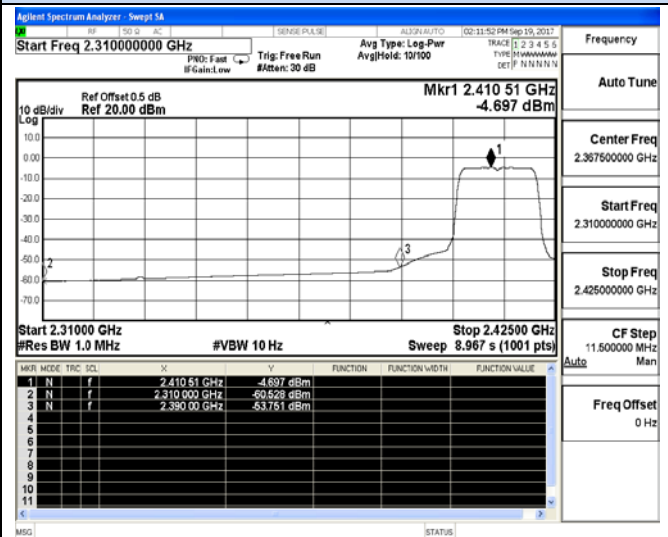 Agilent Spectrum Analyzer - Swept SA
RF 50 Ω AC SENSE:PULSE ALIGNAUTO 02:11:52 PM Sep 19, 2017
Start Freq 2.310000000 GHz
PNO: Fast
IFGain:Low
Trig: Free Run
#Atten: 30 dB
Avg Type: Log-Pwr
Avg|Hold: 10/100
TRACE 1 2 3 4 5 6
TYPE M WWWWW
DET P N N N N N
Ref Offset 0.5 dB
10 dB/div Ref 20.00 dBm
Log
Mkr1 2.410 51 GHz
-4.697 dBm
10.0
0.00
-10.0
-20.0
-30.0
-40.0
-50.0
-60.0
-70.0
1
2
3
Start 2.31000 GHz Stop 2.42500 GHz
#Res BW 1.0 MHz #VBW 10 Hz Sweep 8.967 s (1001 pts)
MKR MODE TRC SCL X Y FUNCTION FUNCTION WIDTH FUNCTION VALUE
1 N f 2.410 51 GHz -4.697 dBm
2 N f 2.310 000 GHz -60.528 dBm
3 N f 2.390 00 GHz -53.751 dBm
4
5
6
7
8
9
10
11
MSG STATUS
Frequency
Auto Tune
Center Freq
2.367500000 GHz
Start Freq
2.310000000 GHz
Stop Freq
2.425000000 GHz
CF Step
11.500000 MHz
Auto Man
Freq Offset
0 Hz